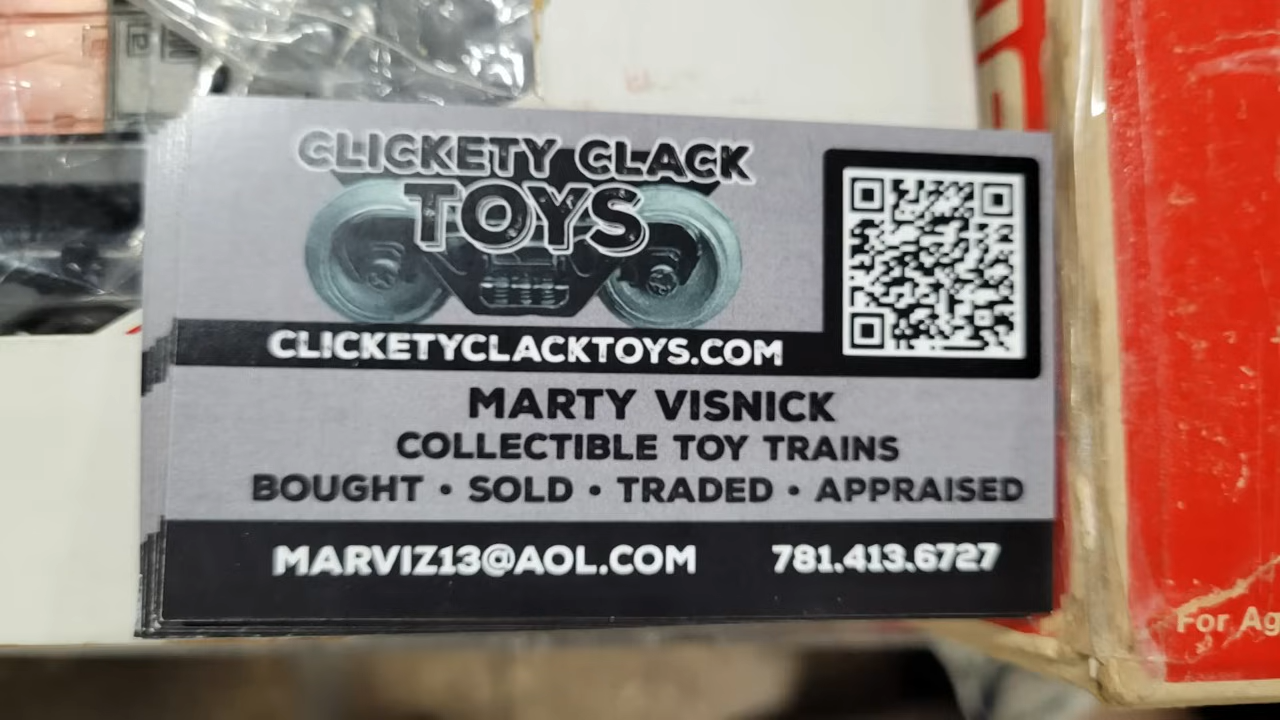 CLICKETY CLACK
TOYS
CLICKETYCLACKTOYS.COM
MARTY VISNICK
COLLECTIBLE TOY TRAINS
BOUGHT • SOLD • TRADED • APPRAISED
MARVIZ13@AOL.COM 781.413.6727
For Ag